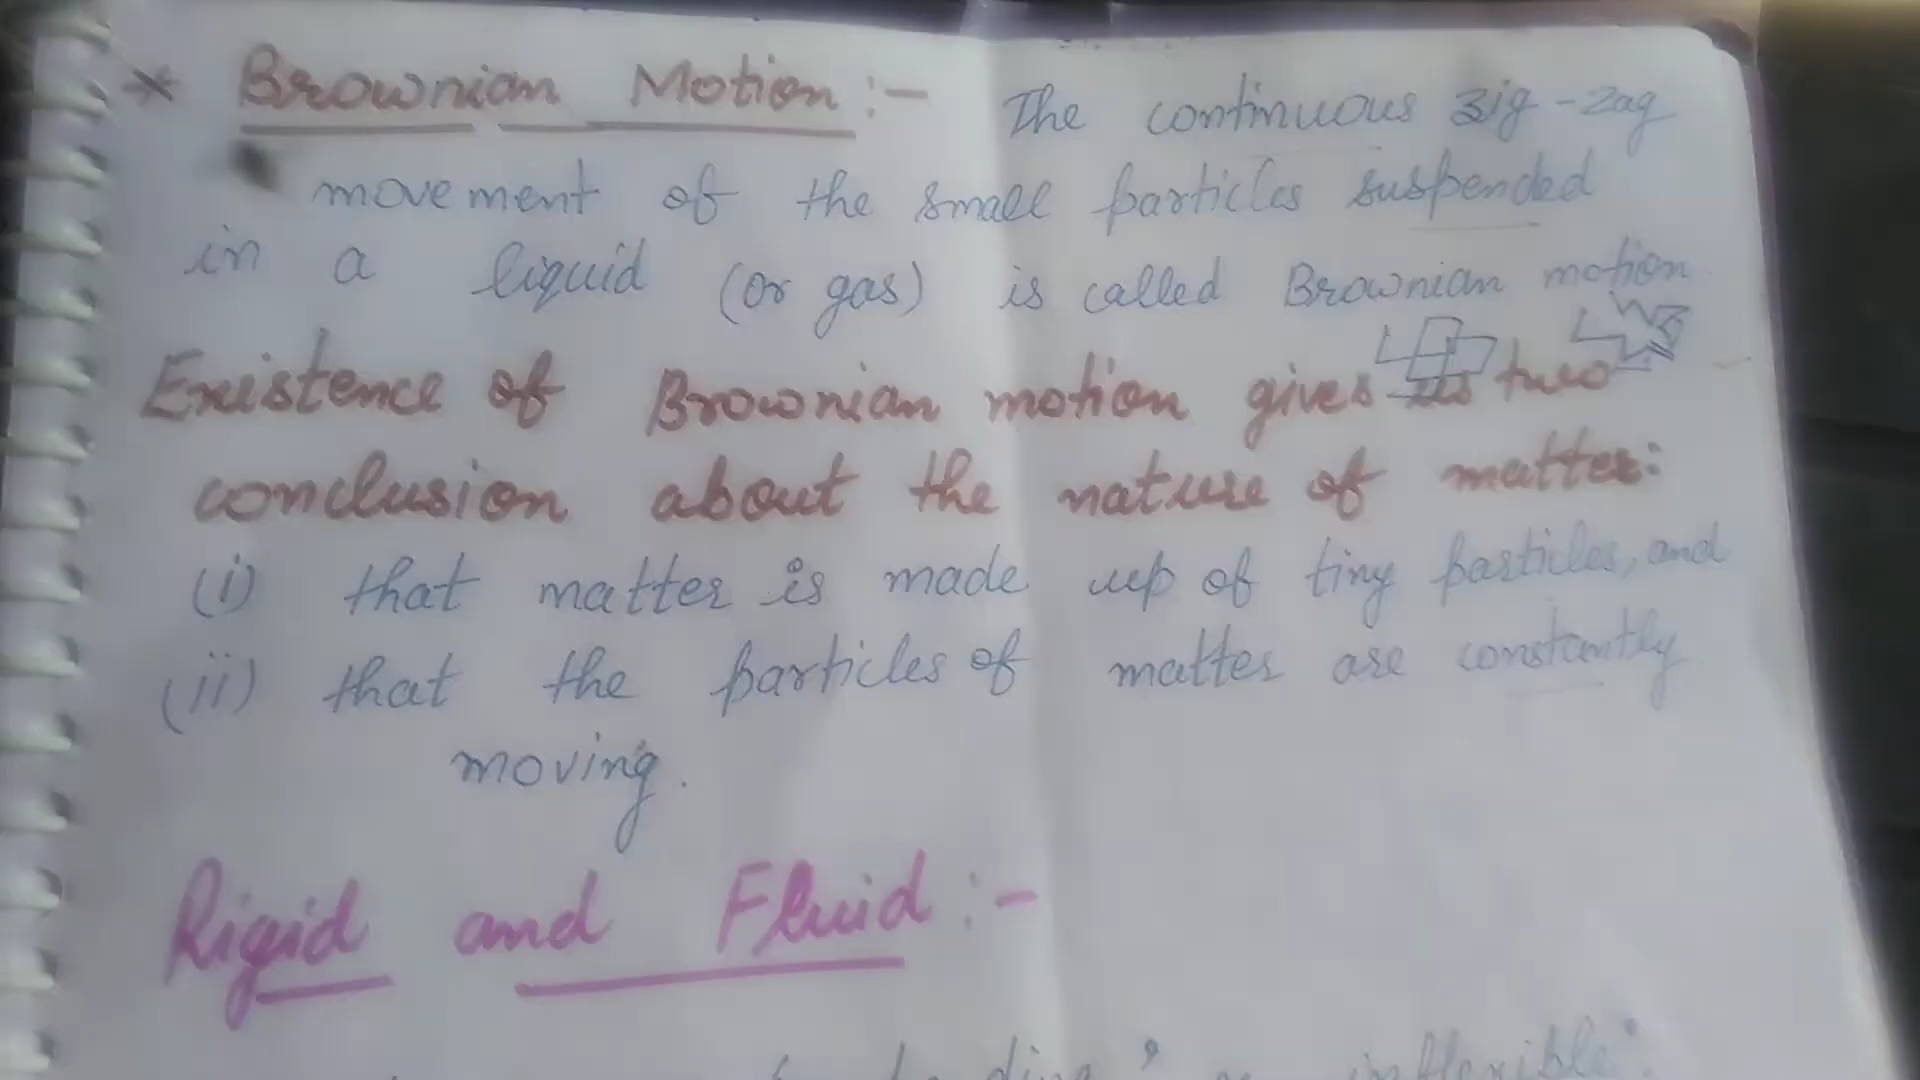 * Brownian Motion :- The continuous zig-zag
movement of the small particles suspended
in a liquid (or gas) is called Brownian motion
Existence of Brownian motion gives us two
conclusion about the nature of matter:
(i) that matter is made up of tiny particles, and
(ii) that the particles of matter are constantly
moving.
Rigid and Fluid :-
inflexible'.